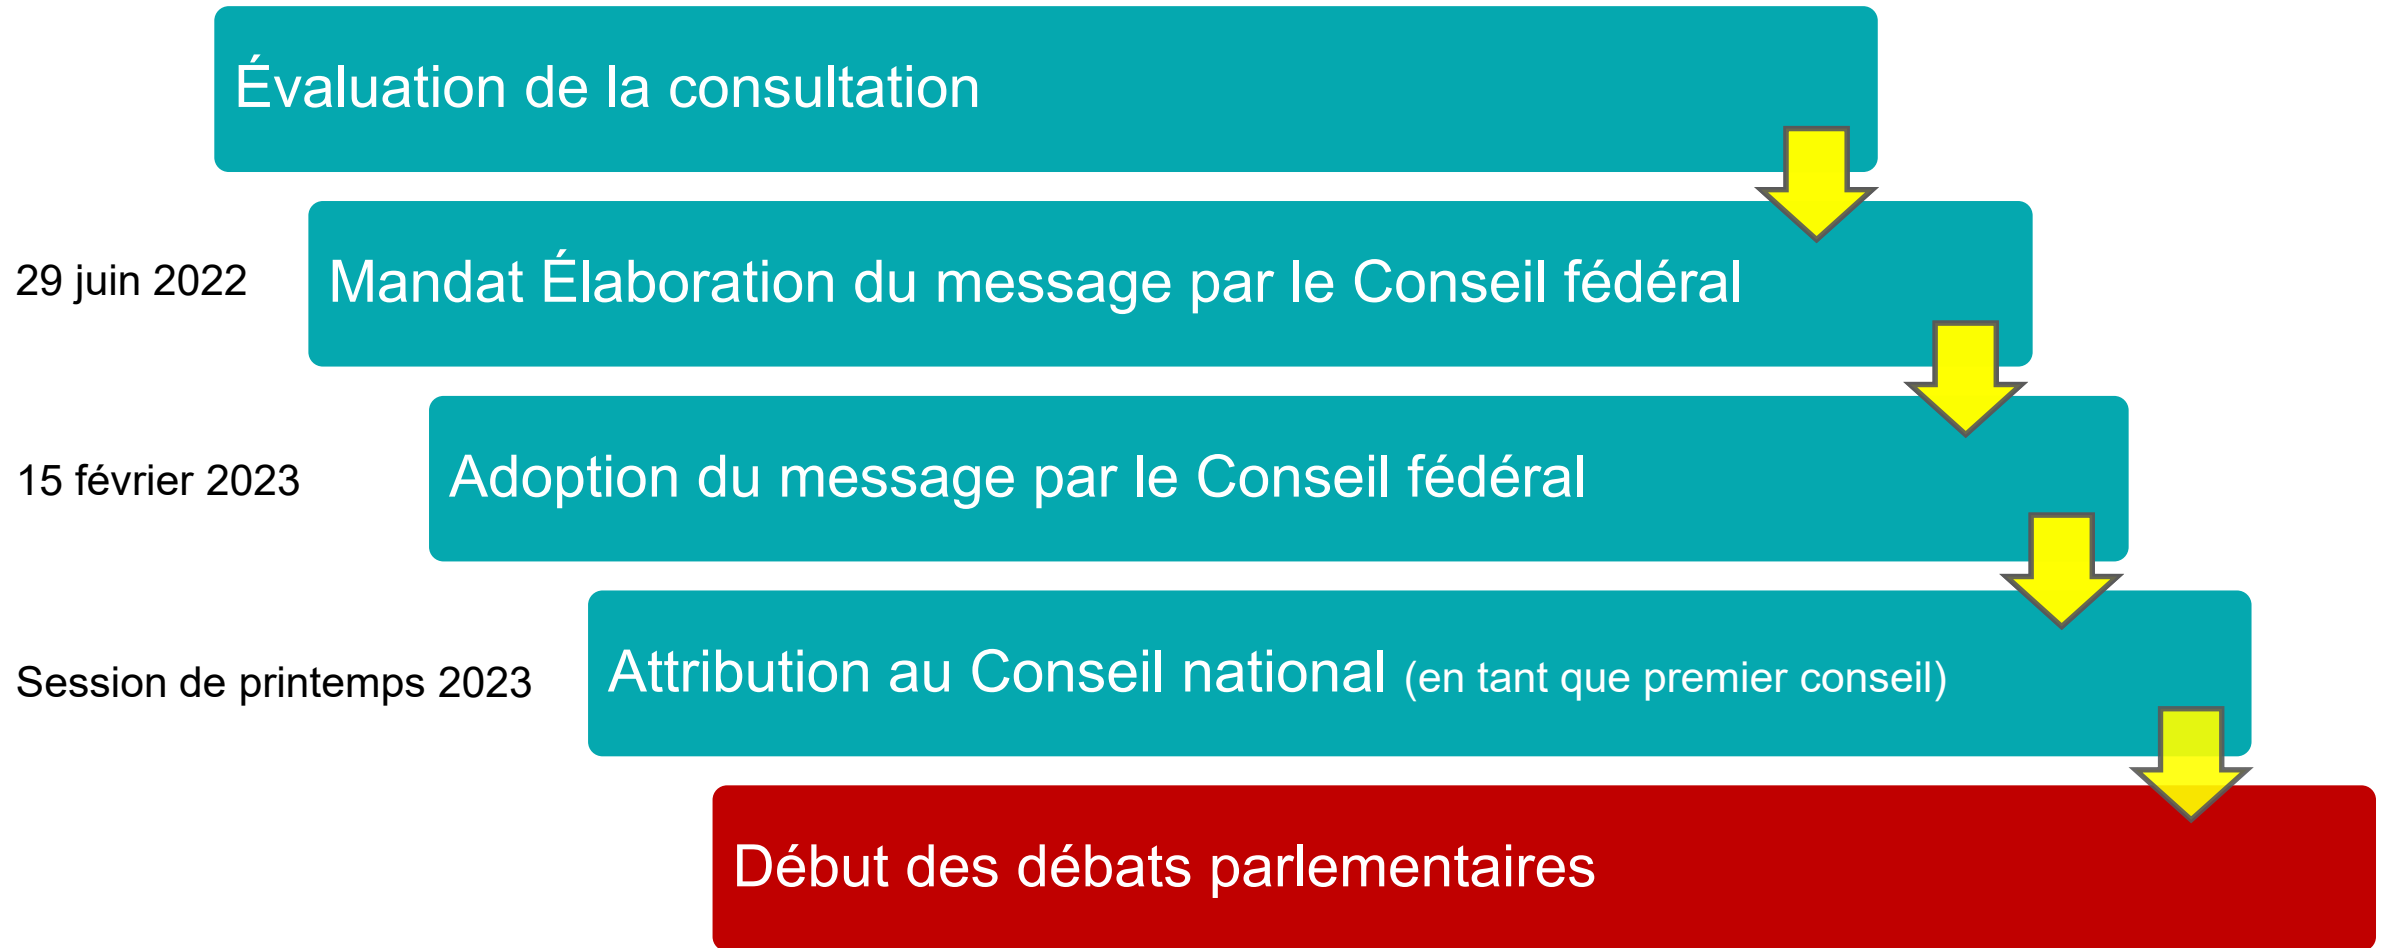 Évaluation de la consultation
29 juin 2022
Mandat Élaboration du message par le Conseil fédéral
15 février 2023
Adoption du message par le Conseil fédéral
Session de printemps 2023
Attribution au Conseil national (en tant que premier conseil)
Début des débats parlementaires